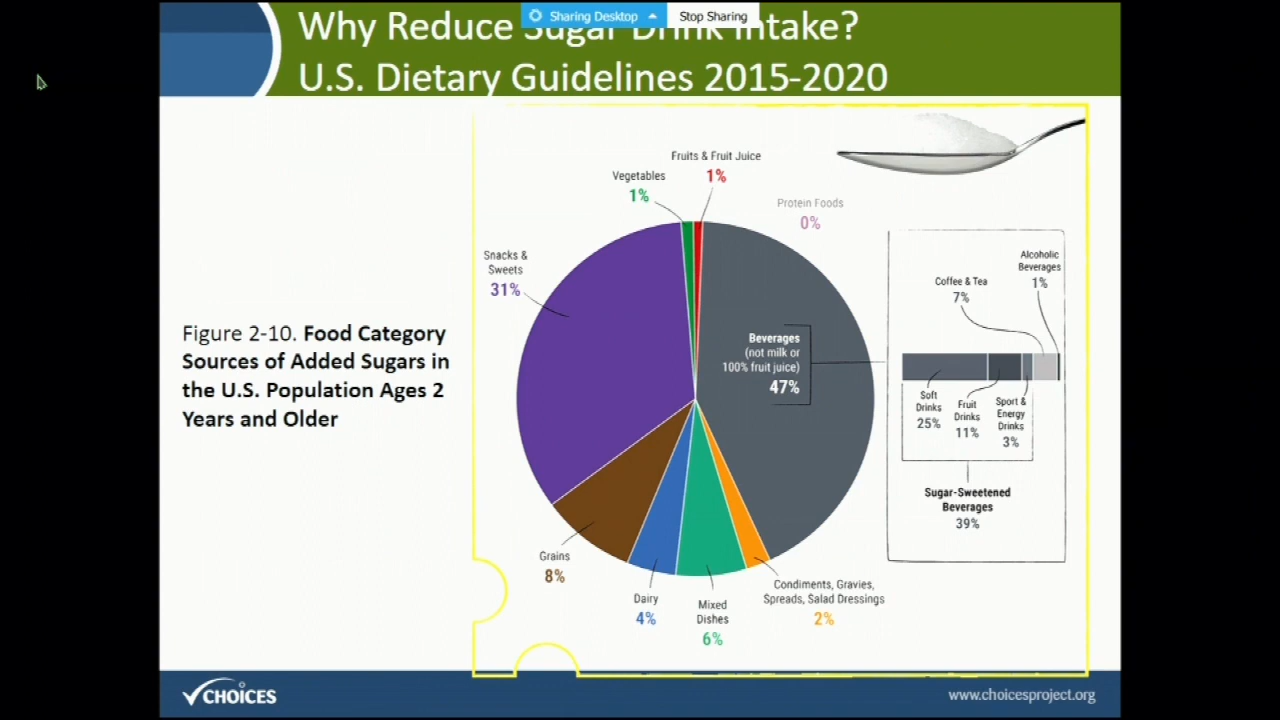 Why Reduce Sugar Drink Intake?
Sharing Desktop
Stop Sharing
U.S. Dietary Guidelines 2015-2020
Figure 2-10. Food Category
Sources of Added Sugars in
the U.S. Population Ages 2
Years and Older
Fruits & Fruit Juice
1%
Vegetables
1%
Protein Foods
0%
Snacks &
Sweets
31%
Beverages
(not milk or
100% fruit juice)
47%
Grains
8%
Dairy
4%
Mixed
Dishes
6%
Condiments, Gravies,
Spreads, Salad Dressings
2%
Alcoholic
Beverages
1%
Coffee & Tea
7%
Soft
Drinks
25%
Fruit
Drinks
11%
Sport &
Energy
Drinks
3%
Sugar-Sweetened
Beverages
39%
CHOICES
www.choicesproject.org